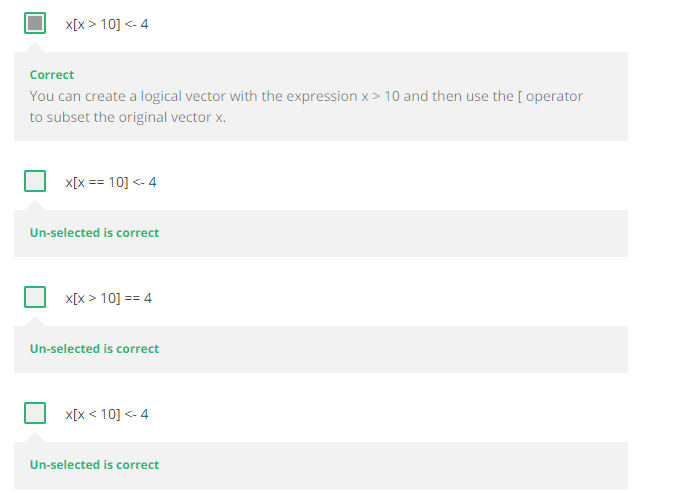 x[x > 10] <- 4
Correct
You can create a logical vector with the expression x > 10 and then use the [ operator
to subset the original vector x.
x[x == 10] <- 4
Un-selected is correct
x[x > 10] == 4
Un-selected is correct
x[x < 10] <- 4
Un-selected is correct